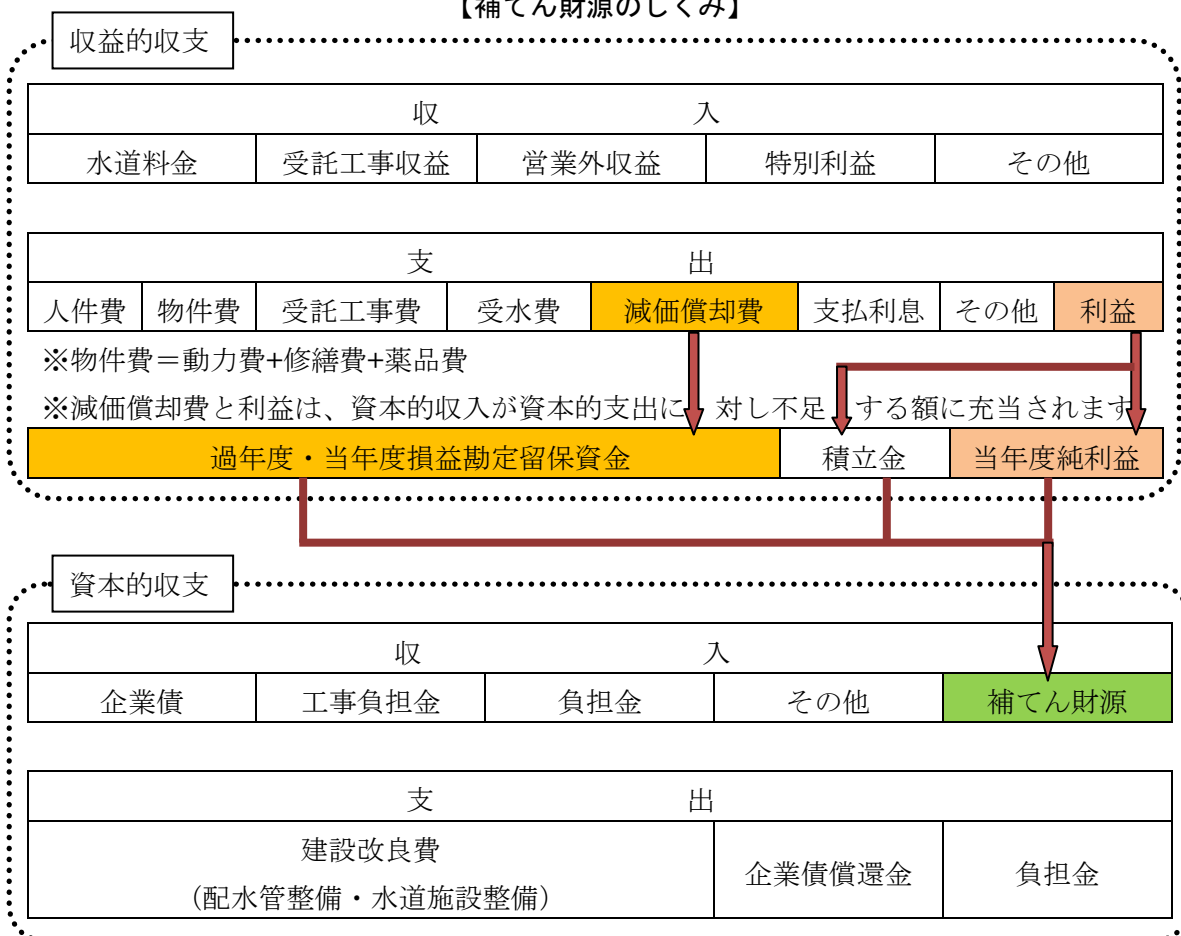 【補てん財源のしくみ】
収益的収支
収 入
水道料金 受託工事収益 営業外収益 特別利益 その他
支 出
人件費 物件費 受託工事費 受水費 減価償却費 支払利息 その他 利益
※物件費＝動力費+修繕費+薬品費
※減価償却費と利益は、資本的収入が資本的支出に対し不足する額に充当されます
過年度・当年度損益勘定留保資金 積立金 当年度純利益
資本的収支
収 入
企業債 工事負担金 負担金 その他 補てん財源
支 出
建設改良費
(配水管整備・水道施設整備) 企業債償還金 負担金